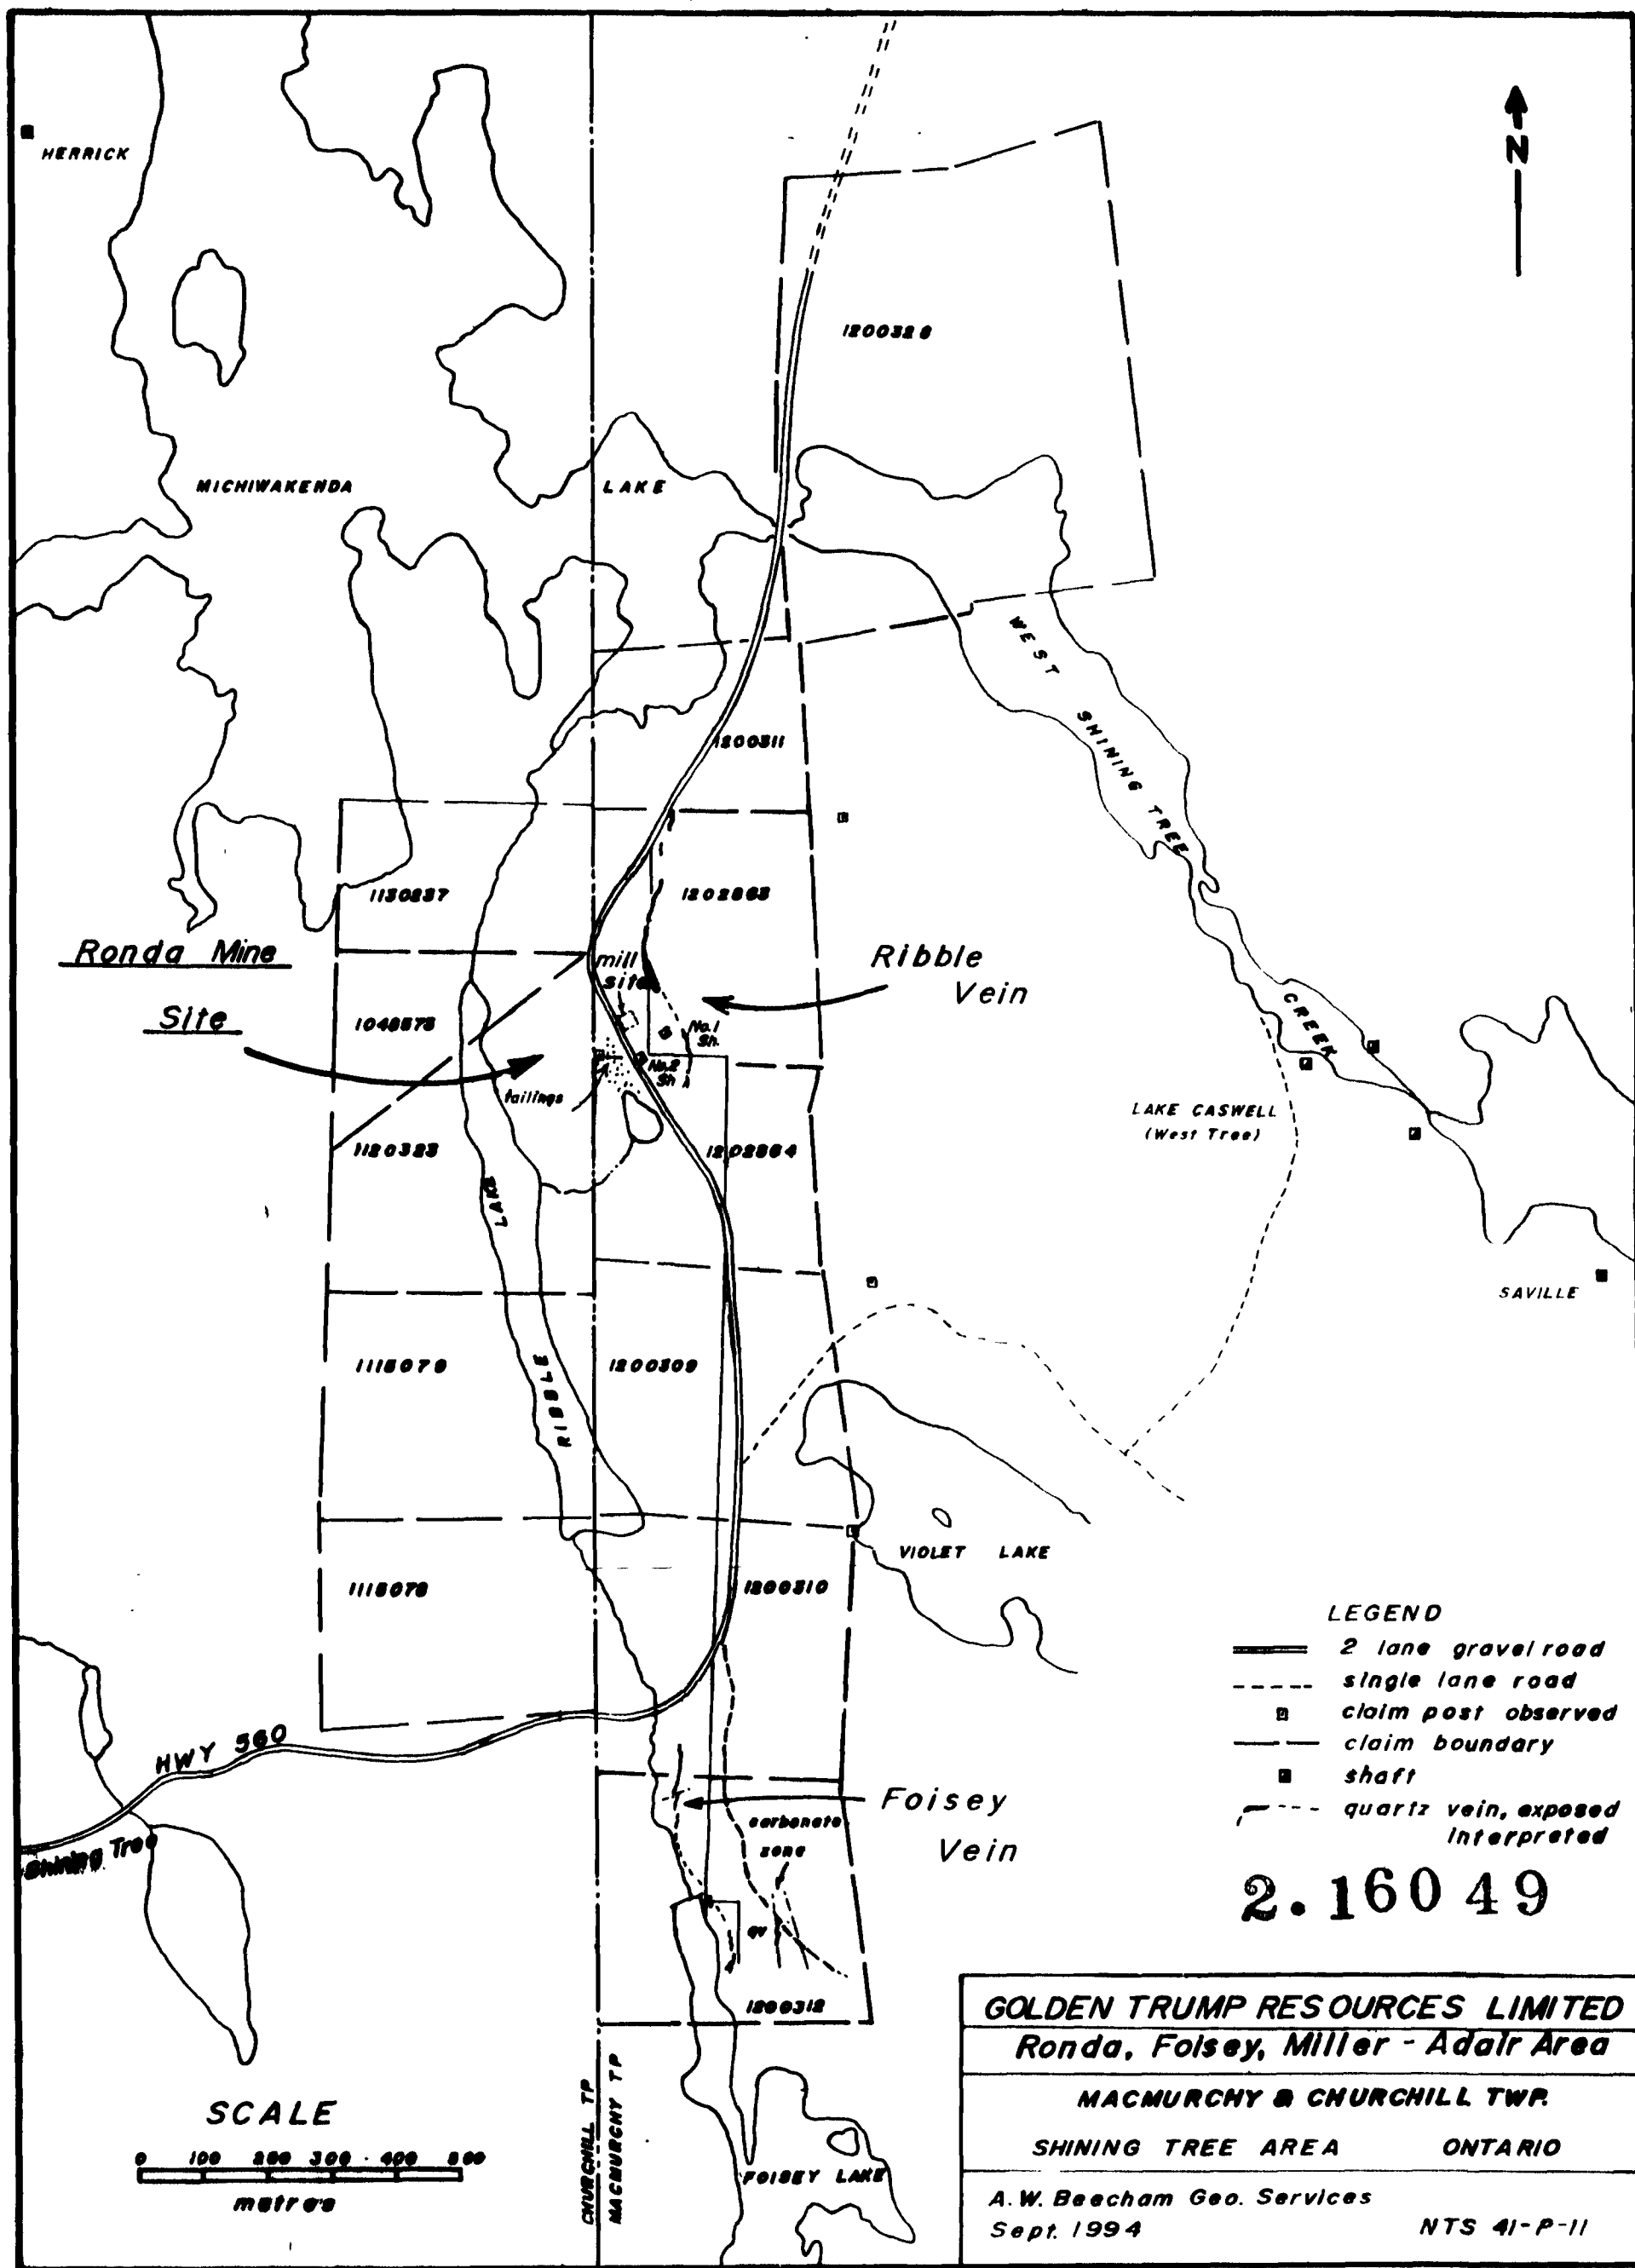 N
HERRICK
1200328
MICHIWAKENDA LAKE
WEST SHINING TREE CREEK
1200311
1130237
1202863
Ronda Mine
Site
mill
site
Ribble
Vein
No.1
Sh.
No.2
Sh
tailings
1120323
1202864
LAKE CASWELL
(West Tree)
SAVILLE
RIBBLE LAKE
1200309
VIOLET LAKE
1200310
HWY 560
Shining Tree
Foisey
Vein
carbonate
zone
qv
1200312
LEGEND
2 lane gravel road
single lane road
claim post observed
claim boundary
shaft
quartz vein, exposed
interpreted
2.16049
SCALE
0 100 200 300 400 500
metres
CHURCHILL TP
MACMURCHY TP
FOISEY LAKE
GOLDEN TRUMP RESOURCES LIMITED
Ronda, Foisey, Miller - Adair Area
MACMURCHY & CHURCHILL TWP.
SHINING TREE AREA ONTARIO
A.W. Beecham Geo. Services
Sept. 1994
NTS 41-P-11